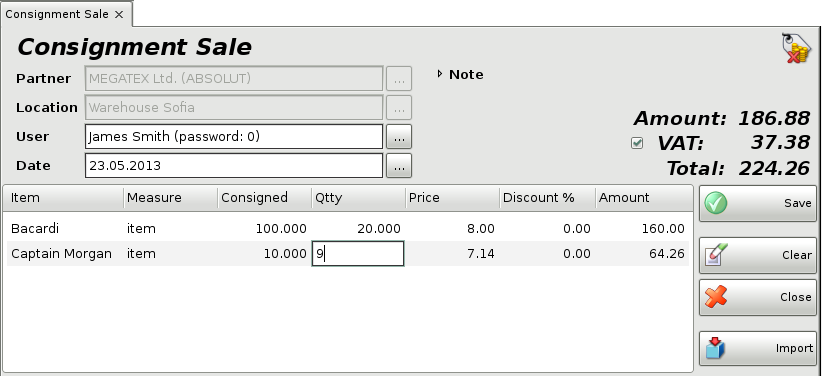 Consignment Sale ×
Consignment Sale
Partner MEGATEX Ltd. (ABSOLUT) ... Note
Location Warehouse Sofia ...
User James Smith (password: 0) ...
Date 23.05.2013 ...
Amount: 186.88
VAT: 37.38
Total: 224.26
Item Measure Consigned Qtty Price Discount % Amount
Bacardi item 100.000 20.000 8.00 0.00 160.00
Captain Morgan item 10.000 9 7.14 0.00 64.26
Save
Clear
Close
Import